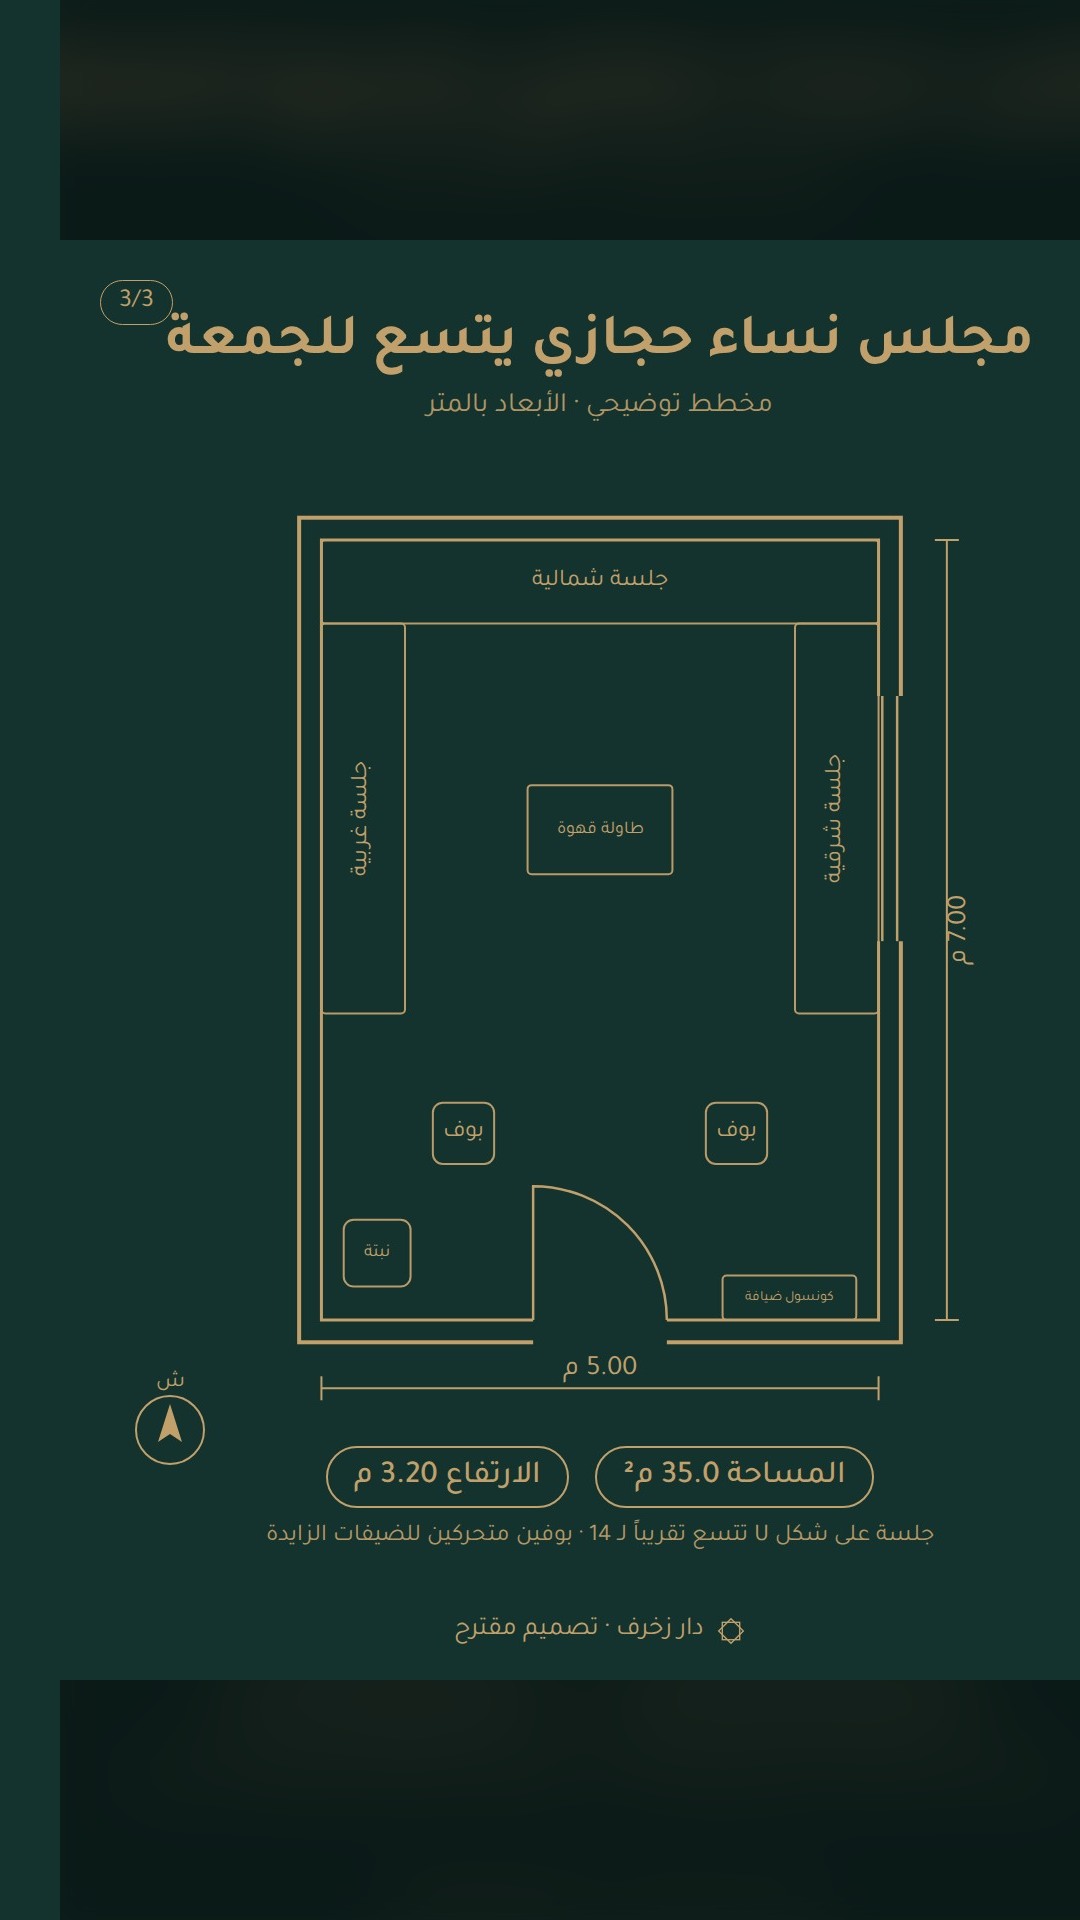 3/3
مجلس نساء حجازي يتسع للجمعة
مخطط توضيحي · الأبعاد بالمتر
جلسة شمالية
جلسة غربية
جلسة شرقية
طاولة قهوة
7.00 م
بوف
بوف
نبتة
كونسول ضيافة
5.00 م
ش
المساحة 35.0 م²
الارتفاع 3.20 م
جلسة على شكل U تتسع تقريباً لـ 14 · بوفين متحركين للضيفات الزايدة
دار زخرف · تصميم مقترح